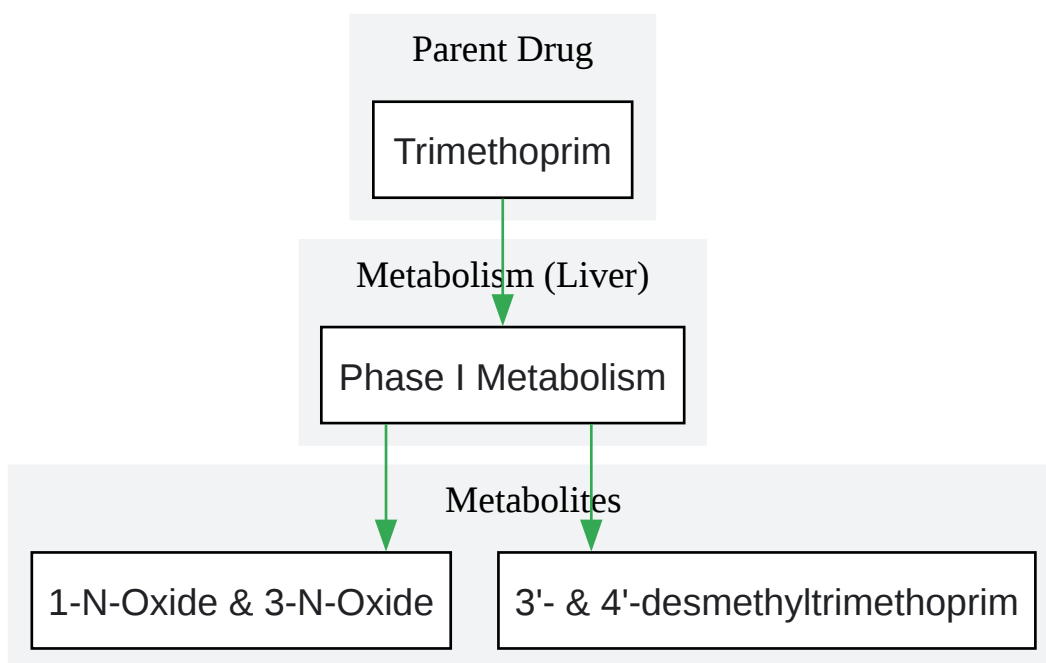 Parent Drug
Trimethoprim
Metabolism (Liver)
Phase I Metabolism
Metabolites
1-N-Oxide & 3-N-Oxide
3'- & 4'-desmethyltrimethoprim